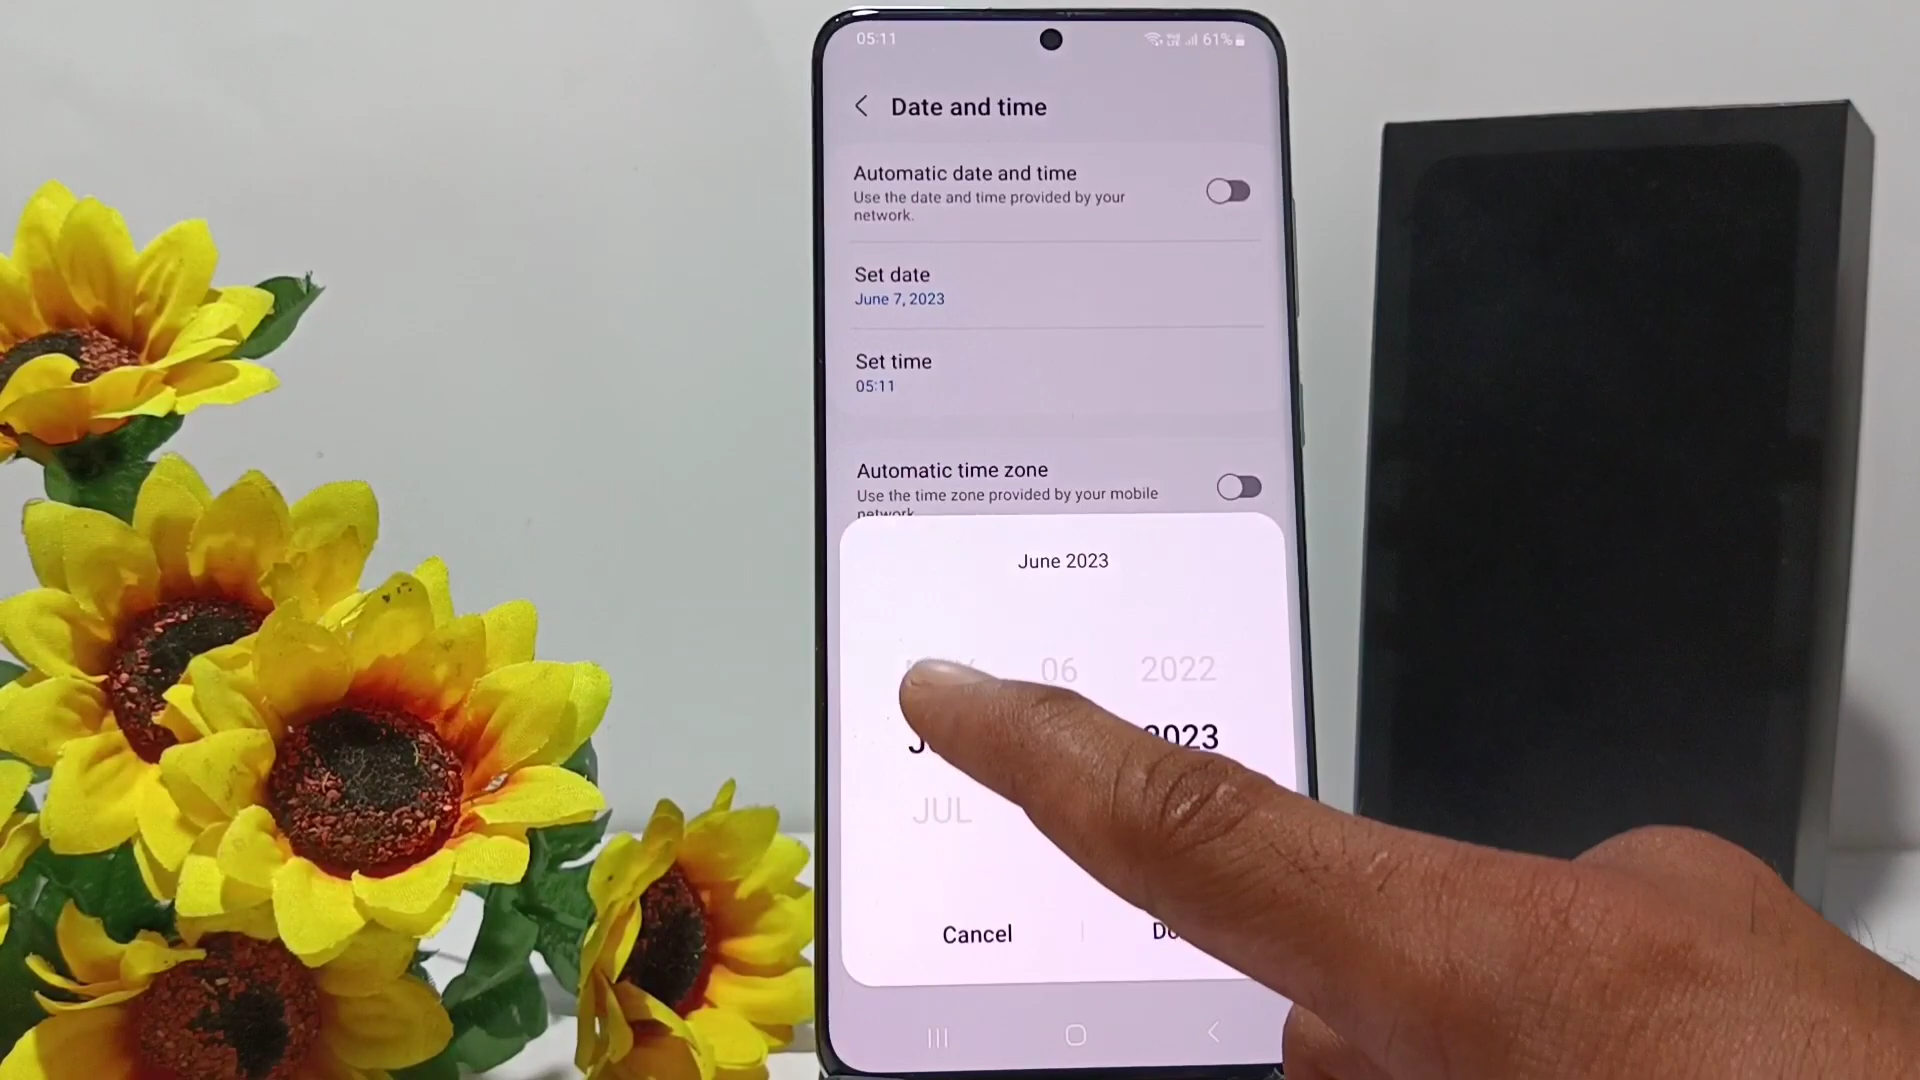 05:11 61%
Date and time
Automatic date and time
Use the date and time provided by your
network.
Set date
June 7, 2023
Set time
05:11
Automatic time zone
Use the time zone provided by your mobile
network
June 2023
06 2022
2023
JUL
Cancel